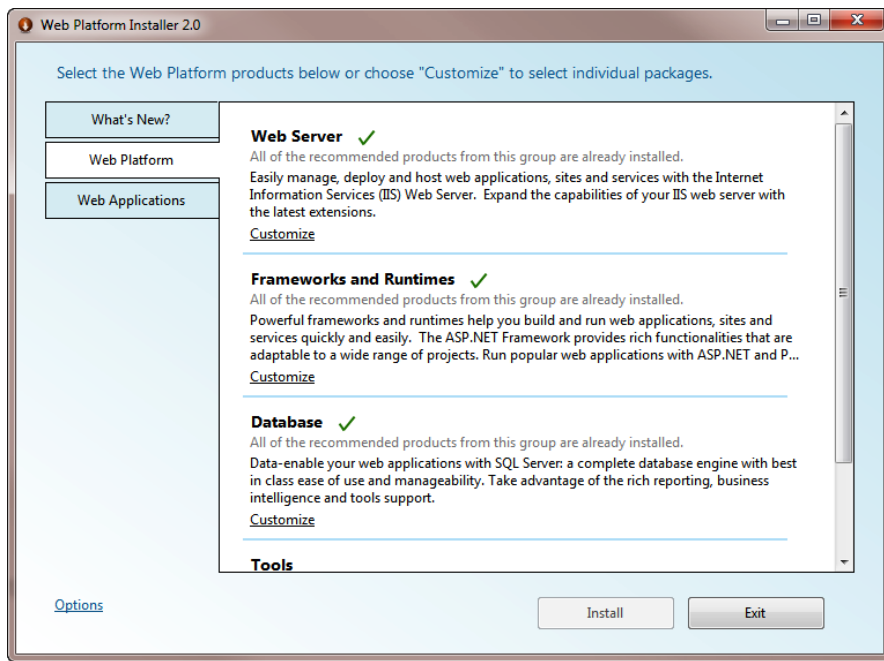 Web Platform Installer 2.0
Select the Web Platform products below or choose "Customize" to select individual packages.
What's New?
Web Platform
Web Applications
Web Server
All of the recommended products from this group are already installed.
Easily manage, deploy and host web applications, sites and services with the Internet
Information Services (IIS) Web Server. Expand the capabilities of your IIS web server with
the latest extensions.
Customize
Frameworks and Runtimes
All of the recommended products from this group are already installed.
Powerful frameworks and runtimes help you build and run web applications, sites and
services quickly and easily. The ASP.NET Framework provides rich functionalities that are
adaptable to a wide range of projects. Run popular web applications with ASP.NET and P...
Customize
Database
All of the recommended products from this group are already installed.
Data-enable your web applications with SQL Server: a complete database engine with best
in class ease of use and manageability. Take advantage of the rich reporting, business
intelligence and tools support.
Customize
Tools
Options
Install
Exit